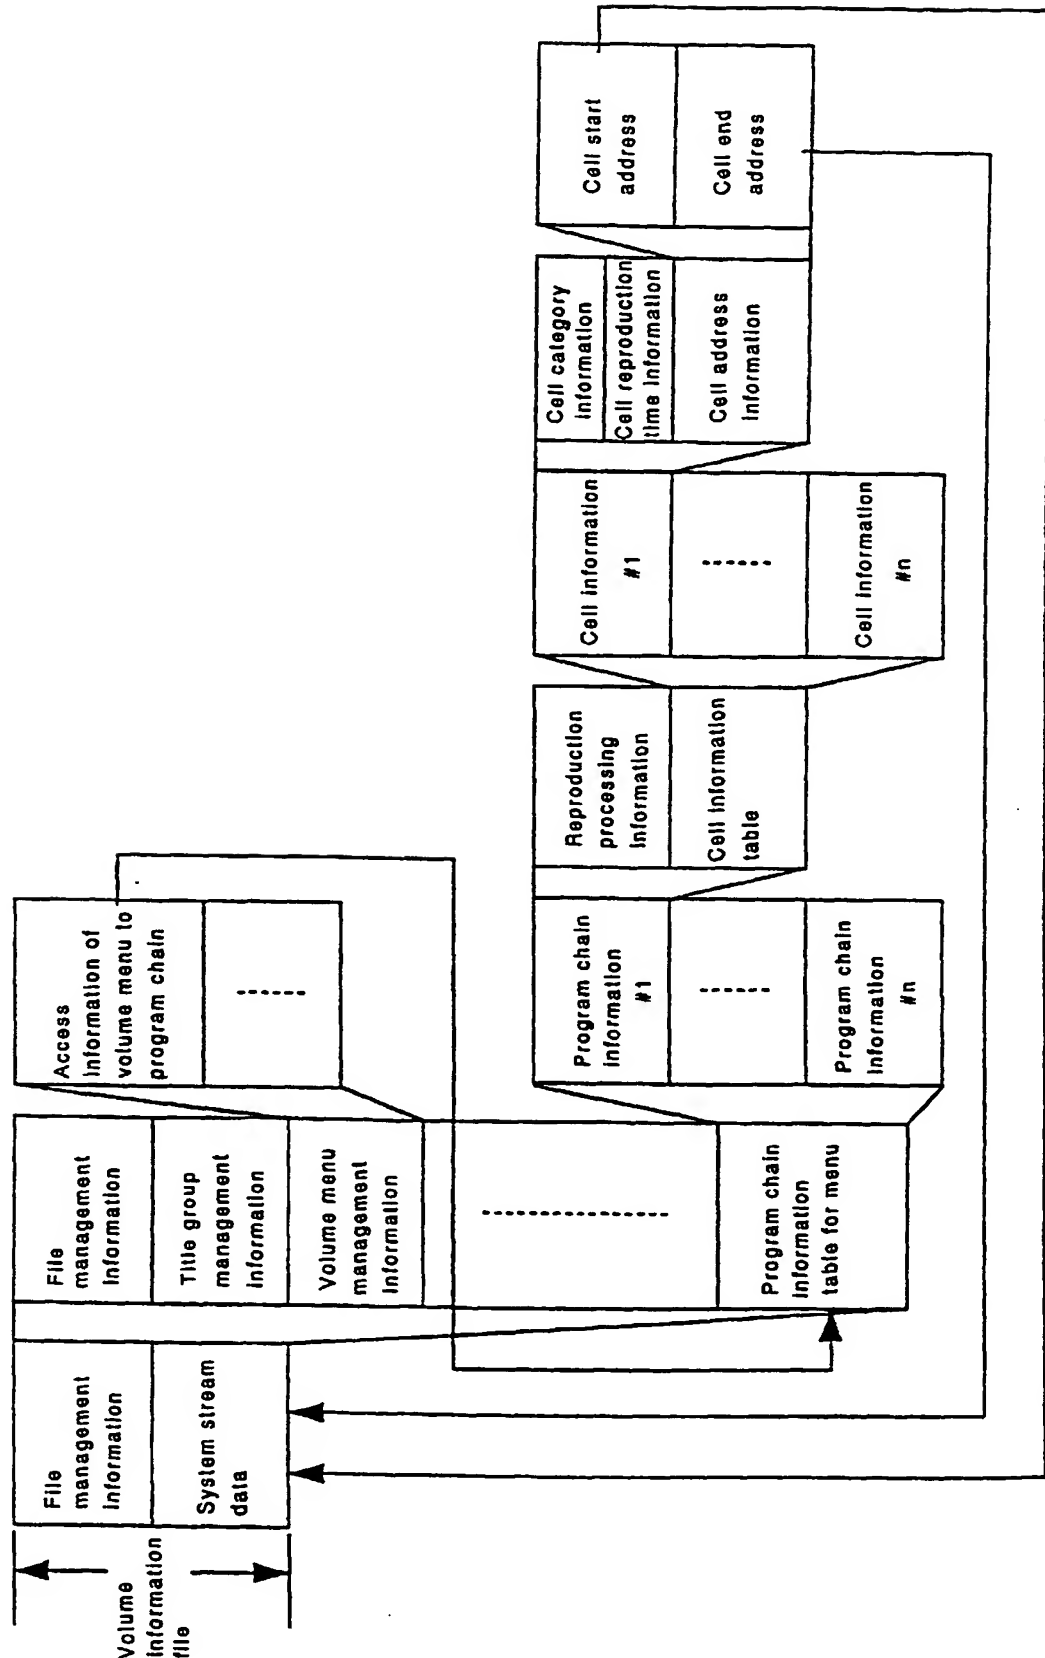 Volume
information
file
File
management
Information
System stream
data
File
management
Information
Title group
management
Information
Volume menu
management
Information
Program chain
Information
table for menu
Access
Information of
volume menu to
program chain
Program chain
Information
#1
Program chain
Information
#n
Reproduction
processing
Information
Cell Information
table
Cell Information
#1
Cell Information
#n
Cell category
Information
Cell reproduction
time Information
Cell address
Information
Cell start
address
Cell end
address